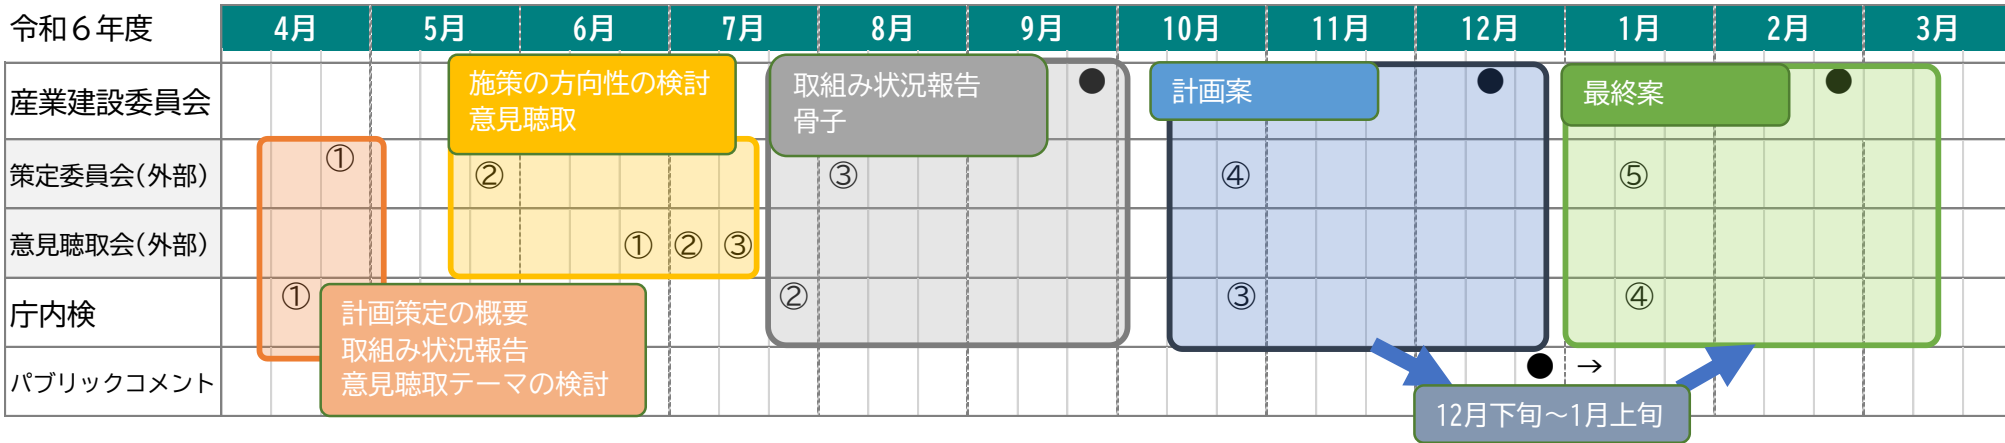 令和6年度 4月 5月 6月 7月 8月 9月 10月 11月 12月 1月 2月 3月
施策の方向性の検討
意見聴取
取組み状況報告
骨子
計画案
最終案
産業建設委員会 ● ● ●
策定委員会(外部) ① ② ③ ④ ⑤
意見聴取会(外部) ① ② ③
庁内検 ① ② ③ ④
計画策定の概要
取組み状況報告
意見聴取テーマの検討
パブリックコメント ● →
12月下旬～1月上旬